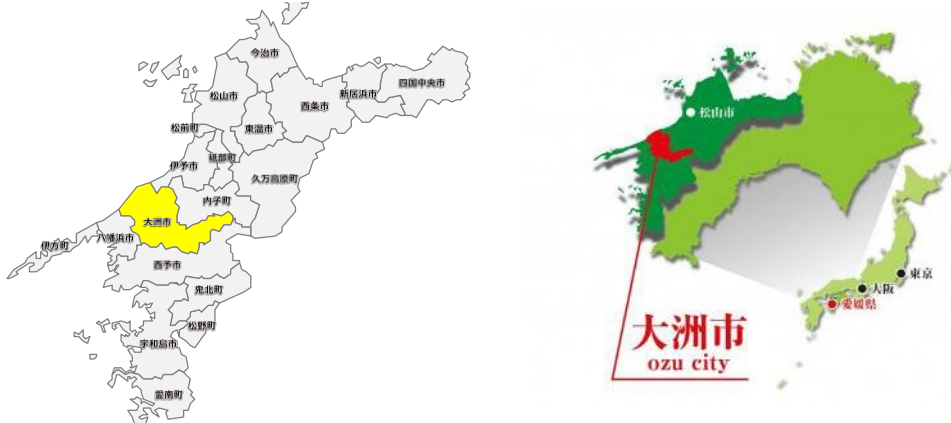 今治市
松山市
西条市
新居浜市
四国中央市
松前町
東温市
伊予市
砥部町
久万高原町
内子町
大洲市
伊方町
八幡浜市
西予市
鬼北町
松野町
宇和島市
愛南町
松山市
東京
大阪
愛媛県
大洲市
ozu city